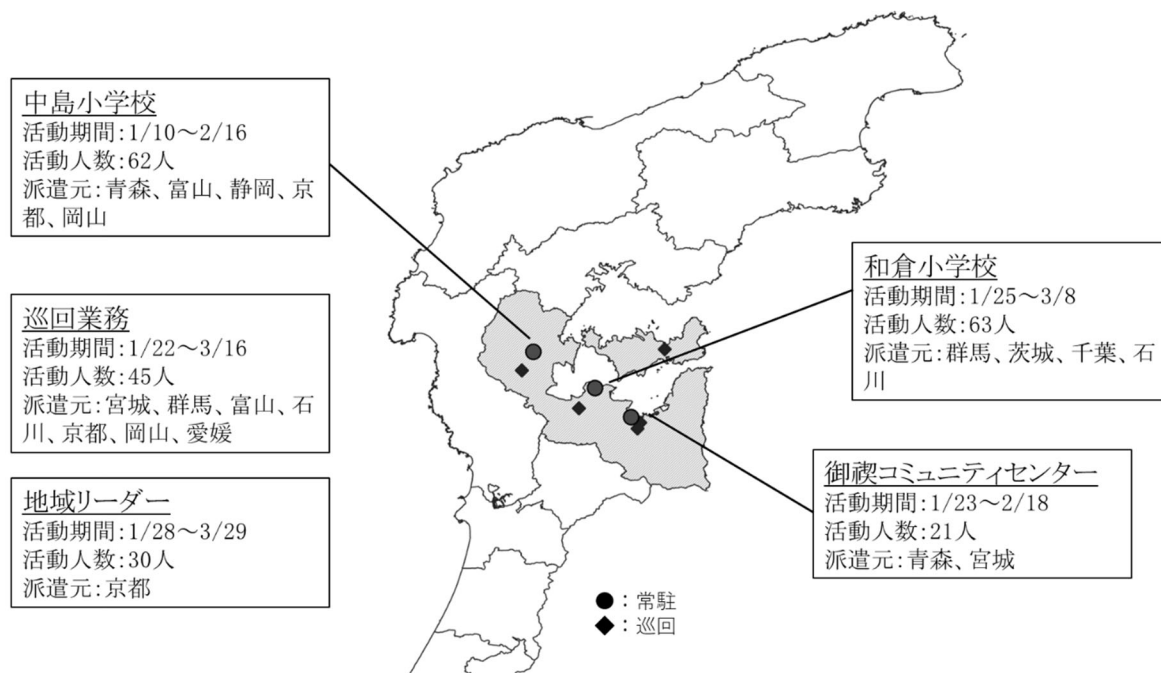 中島小学校
活動期間:1/10～2/16
活動人数:62人
派遣元:青森、富山、静岡、京
都、岡山
巡回業務
活動期間:1/22～3/16
活動人数:45人
派遣元:宮城、群馬、富山、石
川、京都、岡山、愛媛
地域リーダー
活動期間:1/28～3/29
活動人数:30人
派遣元:京都
和倉小学校
活動期間:1/25～3/8
活動人数:63人
派遣元:群馬、茨城、千葉、石
川
御禊コミュニティセンター
活動期間:1/23～2/18
活動人数:21人
派遣元:青森、宮城
●：常駐
◆：巡回